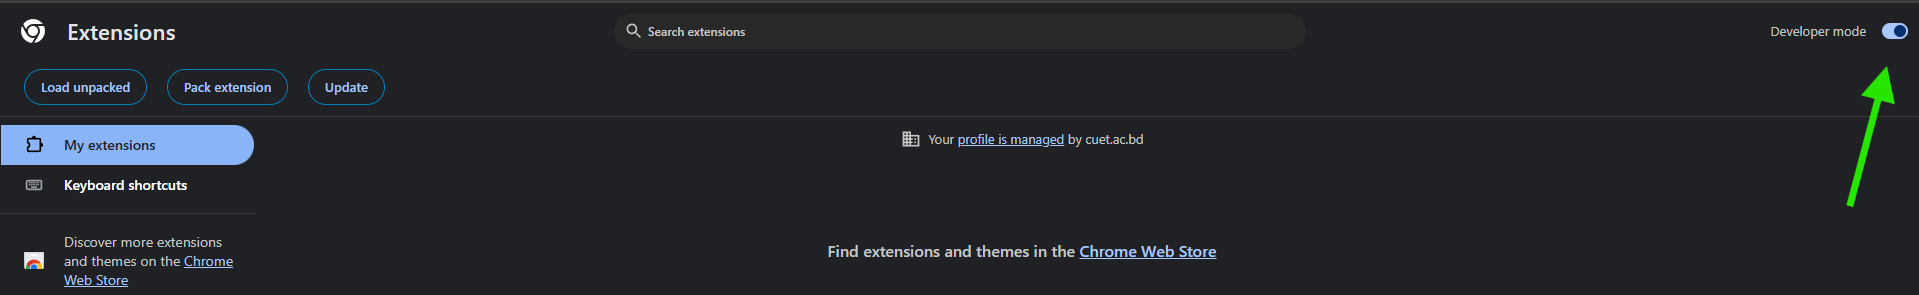 Extensions
Search extensions
Developer mode
Load unpacked
Pack extension
Update
My extensions
Your profile is managed by cuet.ac.bd
Keyboard shortcuts
Discover more extensions
and themes on the Chrome
Web Store
Find extensions and themes in the Chrome Web Store